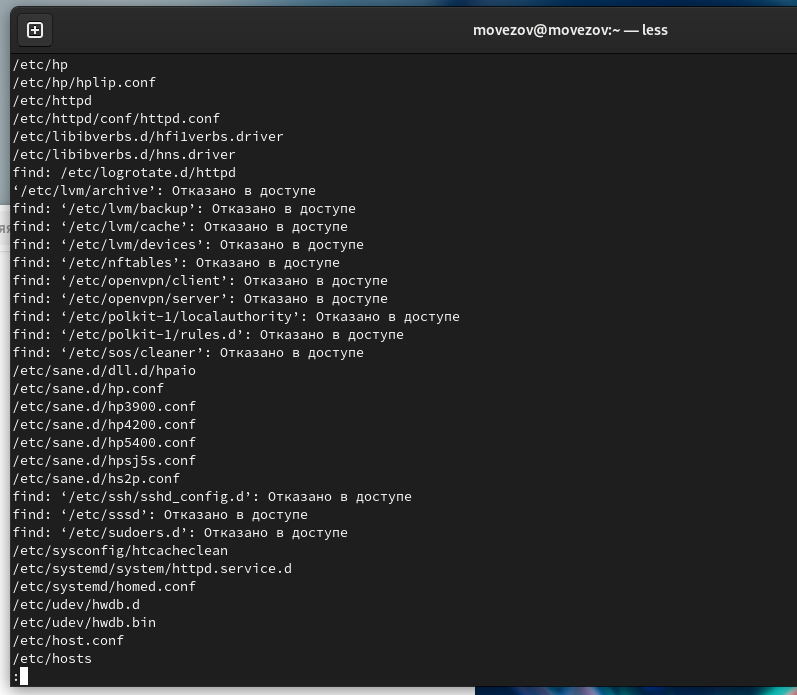 movezov@movezov:~ — less
/etc/hp
/etc/hp/hplip.conf
/etc/httpd
/etc/httpd/conf/httpd.conf
/etc/libibverbs.d/hfi1verbs.driver
/etc/libibverbs.d/hns.driver
find: /etc/logrotate.d/httpd
‘/etc/lvm/archive’: Отказано в доступе
find: ‘/etc/lvm/backup’: Отказано в доступе
find: ‘/etc/lvm/cache’: Отказано в доступе
find: ‘/etc/lvm/devices’: Отказано в доступе
find: ‘/etc/nftables’: Отказано в доступе
find: ‘/etc/openvpn/client’: Отказано в доступе
find: ‘/etc/openvpn/server’: Отказано в доступе
find: ‘/etc/polkit-1/localauthority’: Отказано в доступе
find: ‘/etc/polkit-1/rules.d’: Отказано в доступе
find: ‘/etc/sos/cleaner’: Отказано в доступе
/etc/sane.d/dll.d/hpaio
/etc/sane.d/hp.conf
/etc/sane.d/hp3900.conf
/etc/sane.d/hp4200.conf
/etc/sane.d/hp5400.conf
/etc/sane.d/hpsj5s.conf
/etc/sane.d/hs2p.conf
find: ‘/etc/ssh/sshd_config.d’: Отказано в доступе
find: ‘/etc/sssd’: Отказано в доступе
find: ‘/etc/sudoers.d’: Отказано в доступе
/etc/sysconfig/htcacheclean
/etc/systemd/system/httpd.service.d
/etc/systemd/homed.conf
/etc/udev/hwdb.d
/etc/udev/hwdb.bin
/etc/host.conf
/etc/hosts
: